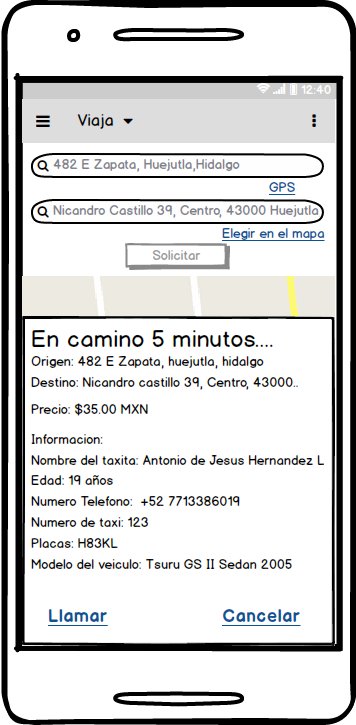 12:40
Viaja
482 E Zapata, Huejutla,Hidalgo
GPS
Nicandro Castillo 39, Centro, 43000 Huejutla
Elegir en el mapa
Solicitar
En camino 5 minutos....
Origen: 482 E Zapata, huejutla, hidalgo
Destino: Nicandro castillo 39, Centro, 43000..
Precio: $35.00 MXN
Informacion:
Nombre del taxita: Antonio de Jesus Hernandez L
Edad: 19 años
Numero Telefono: +52 7713386019
Numero de taxi: 123
Placas: H83KL
Modelo del veiculo: Tsuru GS II Sedan 2005
Llamar
Cancelar